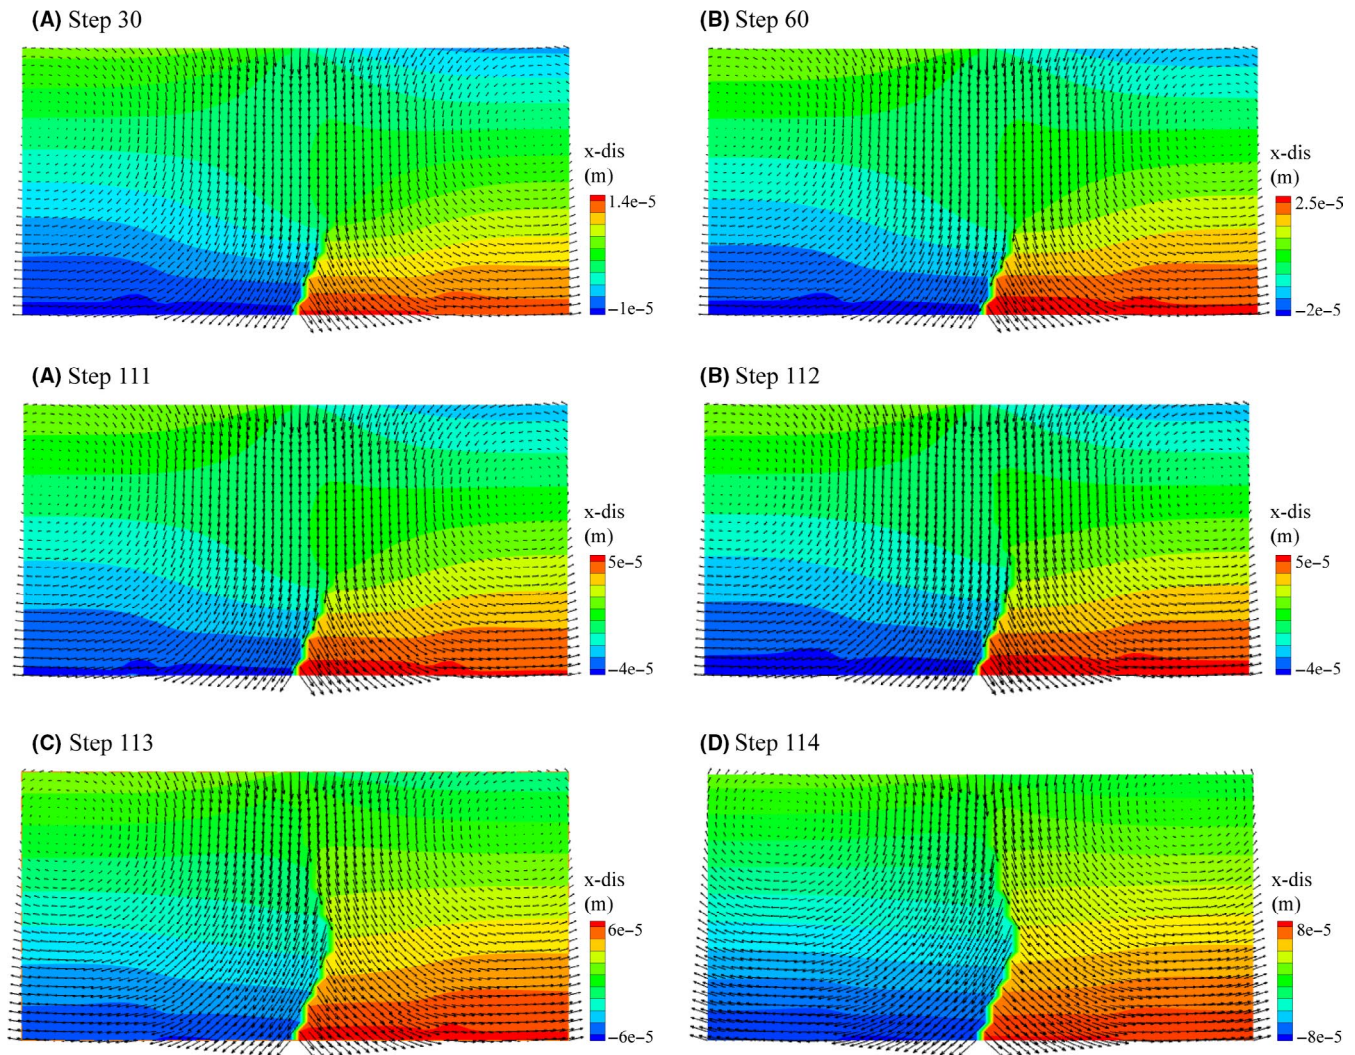 (A) Step 30
(B) Step 60
x-dis
(m)
1.4e−5
−1e−5
x-dis
(m)
2.5e−5
−2e−5
(A) Step 111
(B) Step 112
x-dis
(m)
5e−5
−4e−5
x-dis
(m)
5e−5
−4e−5
(C) Step 113
(D) Step 114
x-dis
(m)
6e−5
−6e−5
x-dis
(m)
8e−5
−8e−5